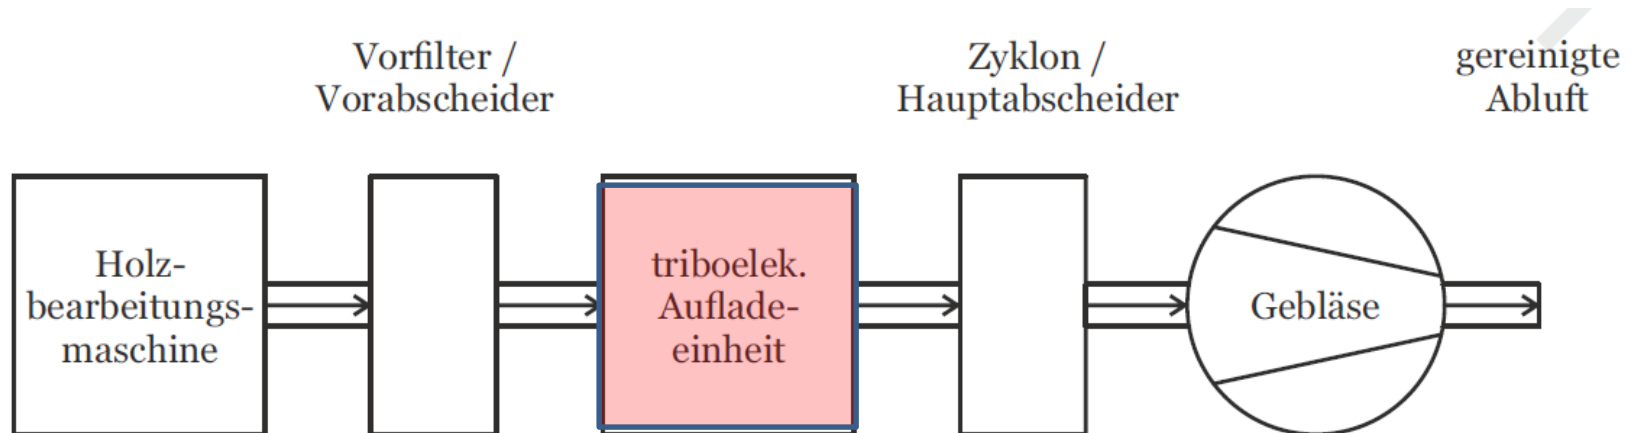 Vorfilter /
Vorabscheider
Zyklon /
Hauptabscheider
gereinigte
Abluft
Holz-
bearbeitungs-
maschine
triboelek.
Auflade-
einheit
Gebläse